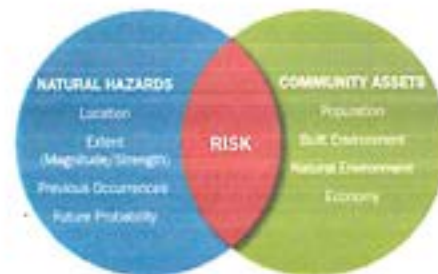 NATURAL HAZARDS
Location
Extent
(Magnitude/Strength)
Previous Occurrences
Future Probability
RISK
COMMUNITY ASSETS
Population
Built Environment
Natural Environment
Economy